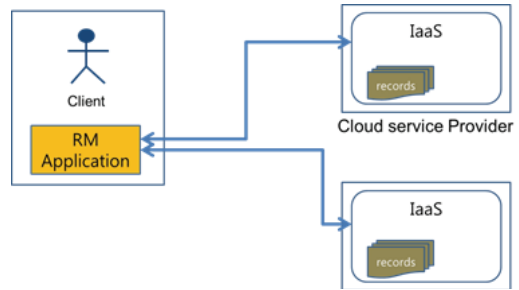 Client
RM
Application
IaaS
records
Cloud service Provider
IaaS
records